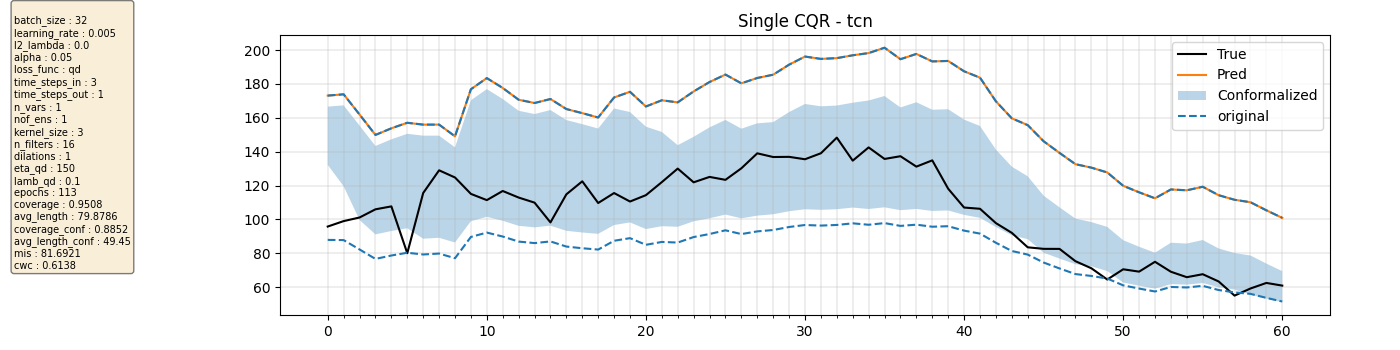 batch_size : 32
learning_rate : 0.005
l2_lambda : 0.0
alpha : 0.05
loss_func : qd
time_steps_in : 3
time_steps_out : 1
n_vars : 1
nof_ens : 1
kernel_size : 3
n_filters : 16
dilations : 1
eta_qd : 150
lamb_qd : 0.1
epochs : 113
coverage : 0.9508
avg_length : 79.8786
coverage_conf : 0.8852
avg_length_conf : 49.45
mis : 81.6921
cwc : 0.6138
Single CQR - tcn
200
180
160
140
120
100
80
60
0 10 20 30 40 50 60
True
Pred
Conformalized
original